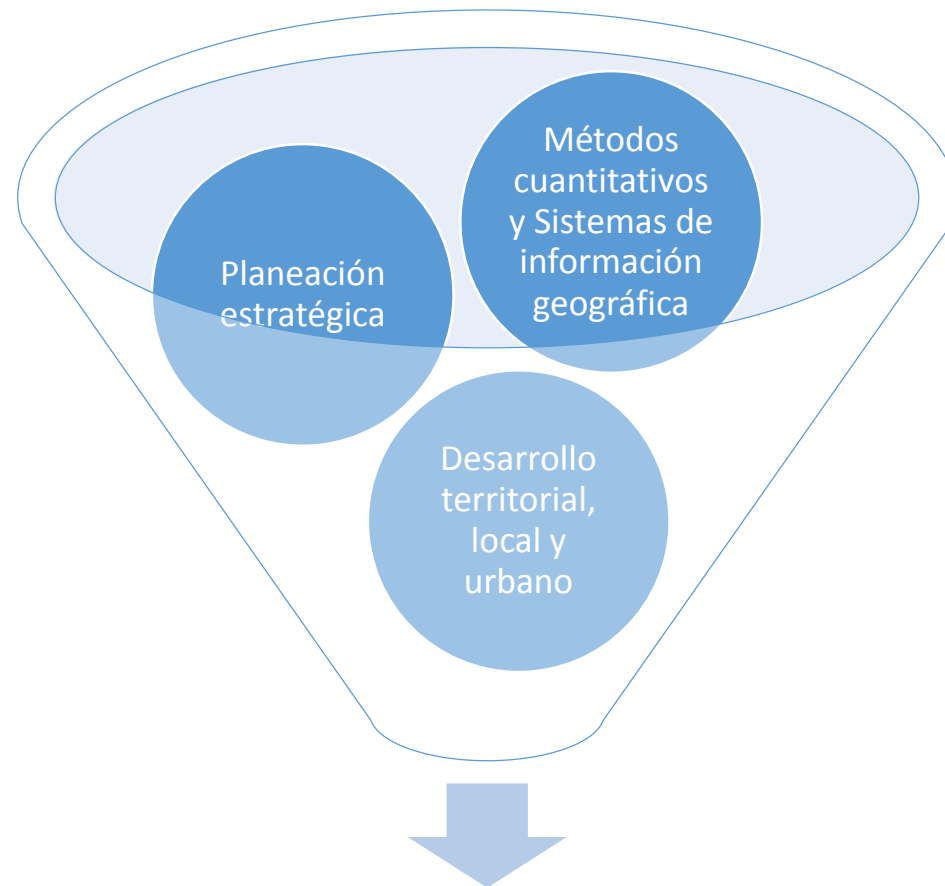 Métodos
cuantitativos
y Sistemas de
información
geográfica
Planeación
estratégica
Desarrollo
territorial,
local y
urbano